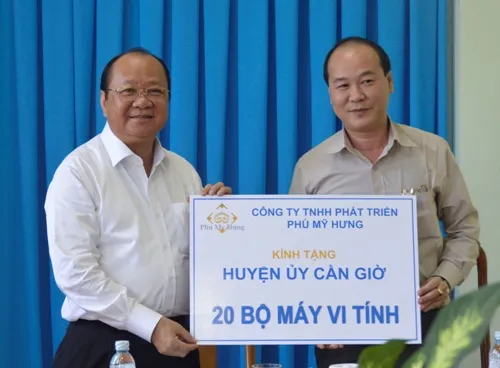 CÔNG TY TNHH PHÁT TRIỂN
PHÚ MỸ HƯNG
Phú Mỹ Hưng
KÍNH TẶNG
HUYỆN ỦY CẦN GIỜ
20 BỘ MÁY VI TÍNH